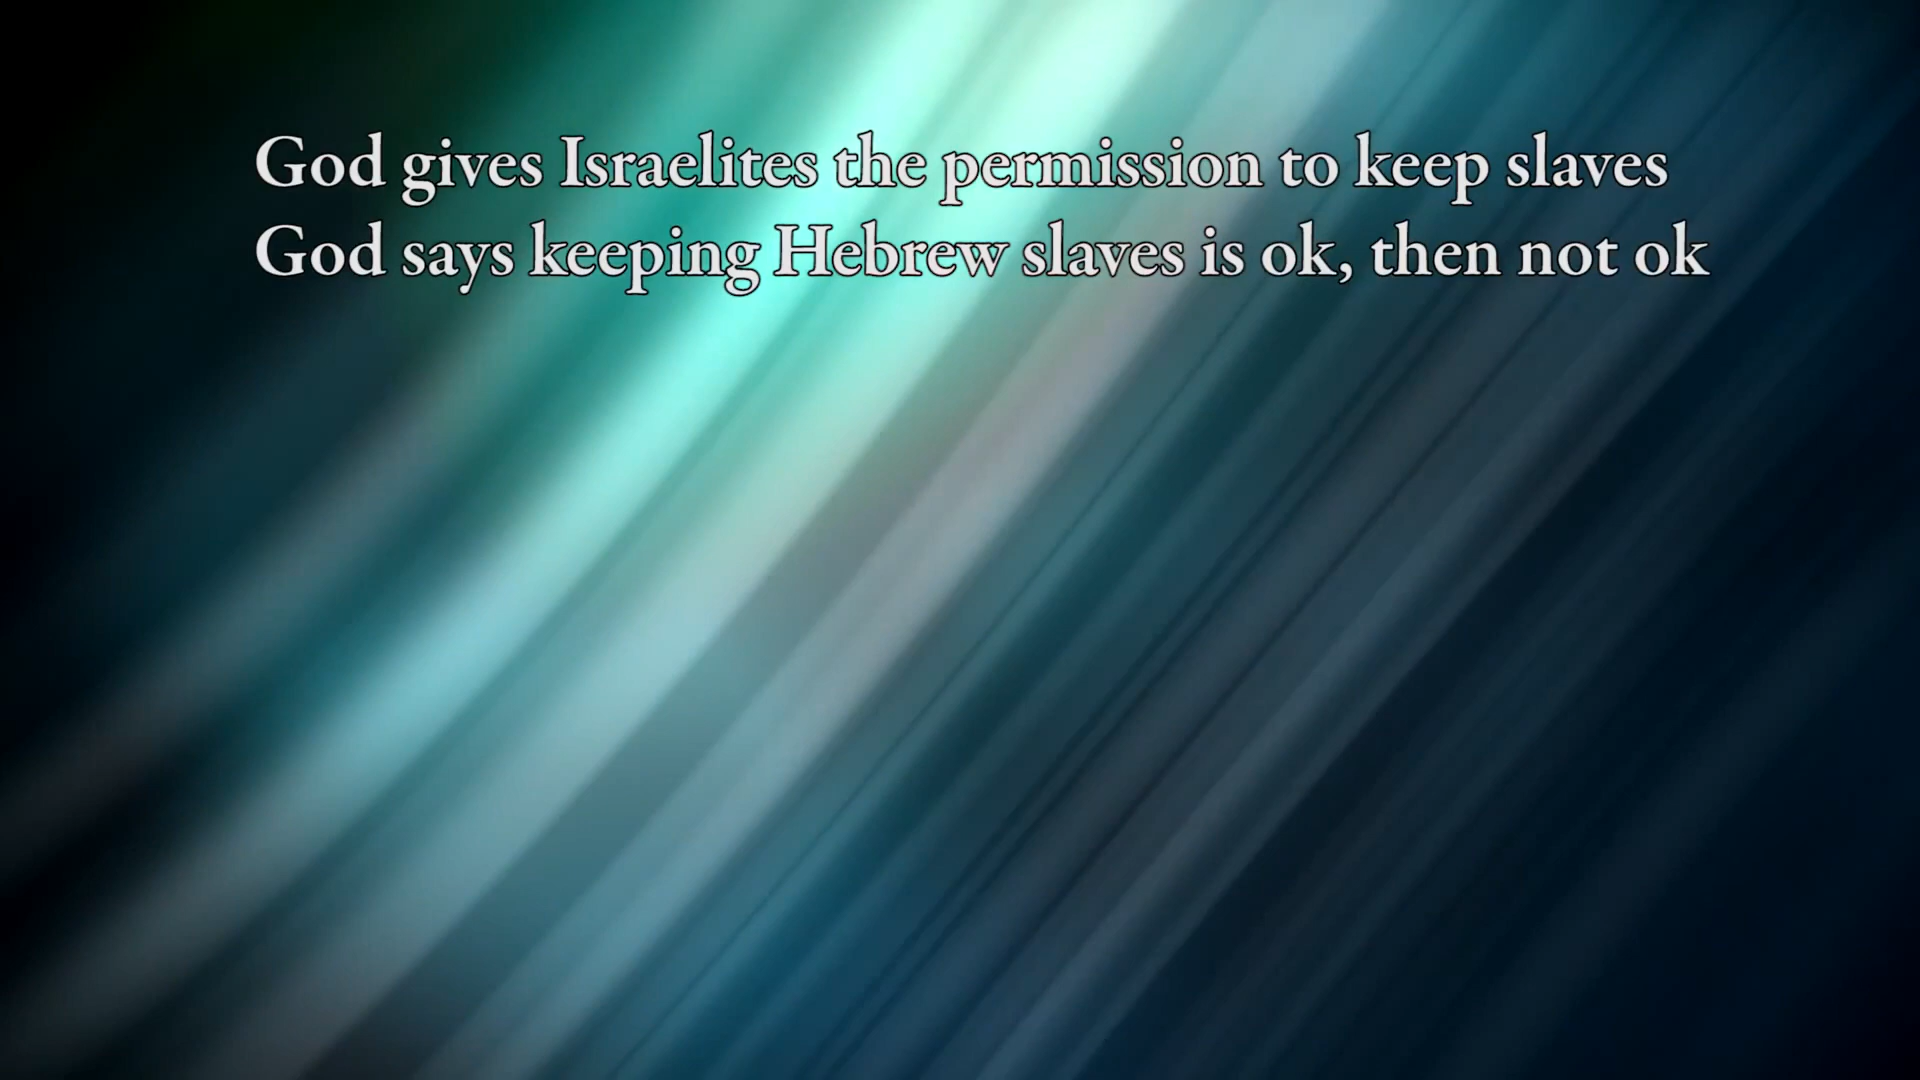 God gives Israelites the permission to keep slaves
God says keeping Hebrew slaves is ok, then not ok